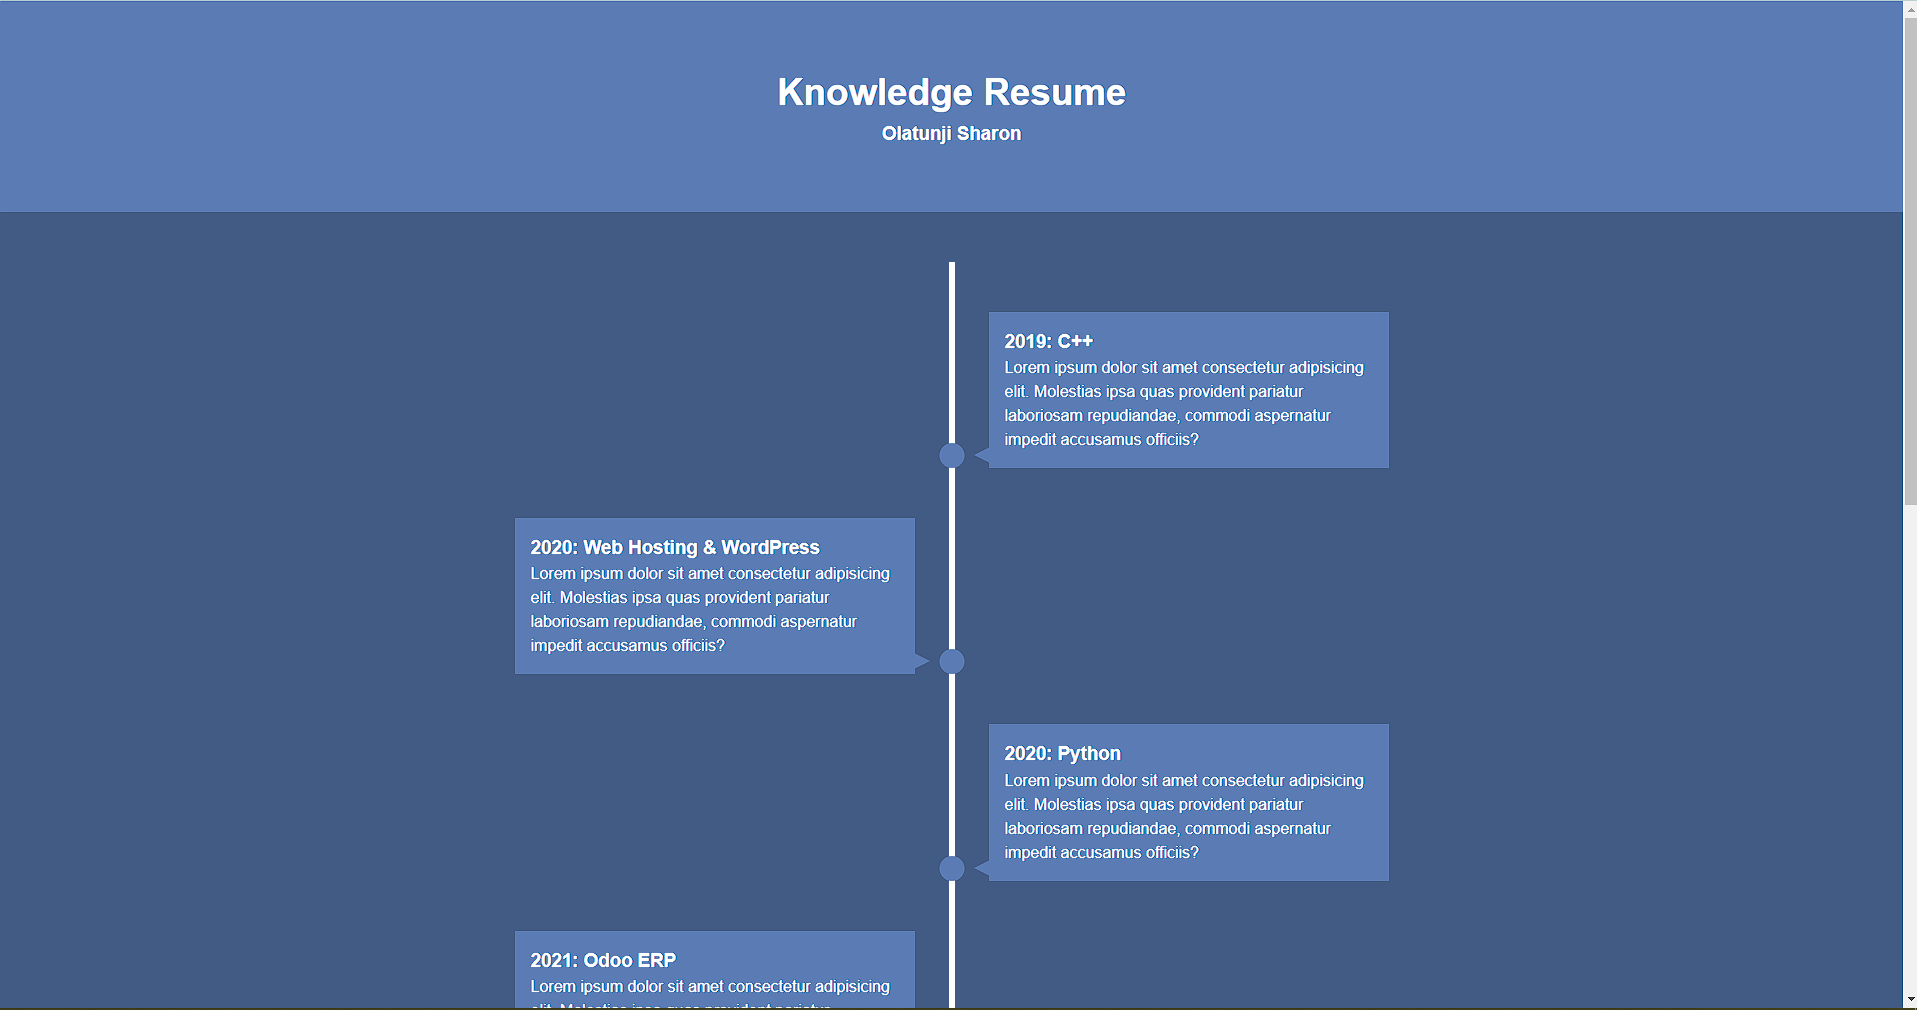 Knowledge Resume
Olatunji Sharon
2019: C++
Lorem ipsum dolor sit amet consectetur adipisicing
elit. Molestias ipsa quas provident pariatur
laboriosam repudiandae, commodi aspernatur
impedit accusamus officiis?
2020: Web Hosting & WordPress
Lorem ipsum dolor sit amet consectetur adipisicing
elit. Molestias ipsa quas provident pariatur
laboriosam repudiandae, commodi aspernatur
impedit accusamus officiis?
2020: Python
Lorem ipsum dolor sit amet consectetur adipisicing
elit. Molestias ipsa quas provident pariatur
laboriosam repudiandae, commodi aspernatur
impedit accusamus officiis?
2021: Odoo ERP
Lorem ipsum dolor sit amet consectetur adipisicing